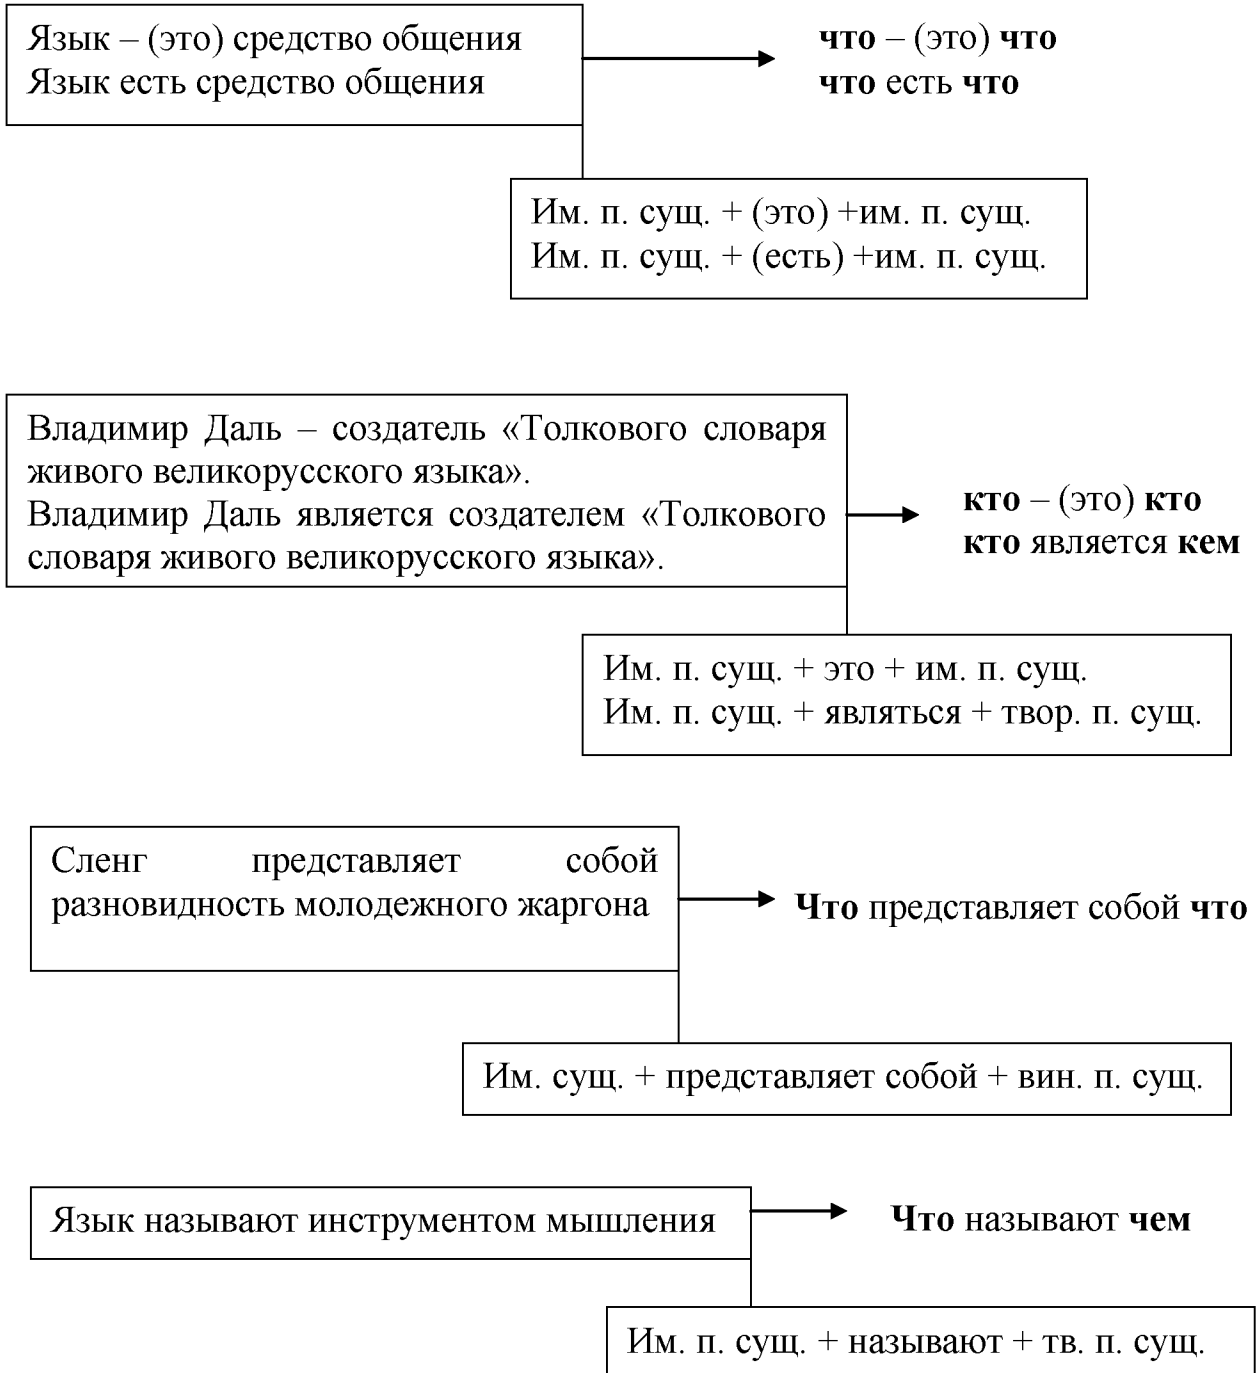 Язык – (это) средство общения
Язык есть средство общения
что – (это) что
что есть что
Им. п. сущ. + (это) +им. п. сущ.
Им. п. сущ. + (есть) +им. п. сущ.
Владимир Даль – создатель «Толкового словаря
живого великорусского языка».
Владимир Даль является создателем «Толкового
словаря живого великорусского языка».
кто – (это) кто
кто является кем
Им. п. сущ. + это + им. п. сущ.
Им. п. сущ. + являться + твор. п. сущ.
Сленг представляет собой
разновидность молодежного жаргона
Что представляет собой что
Им. сущ. + представляет собой + вин. п. сущ.
Язык называют инструментом мышления
Что называют чем
Им. п. сущ. + называют + тв. п. сущ.